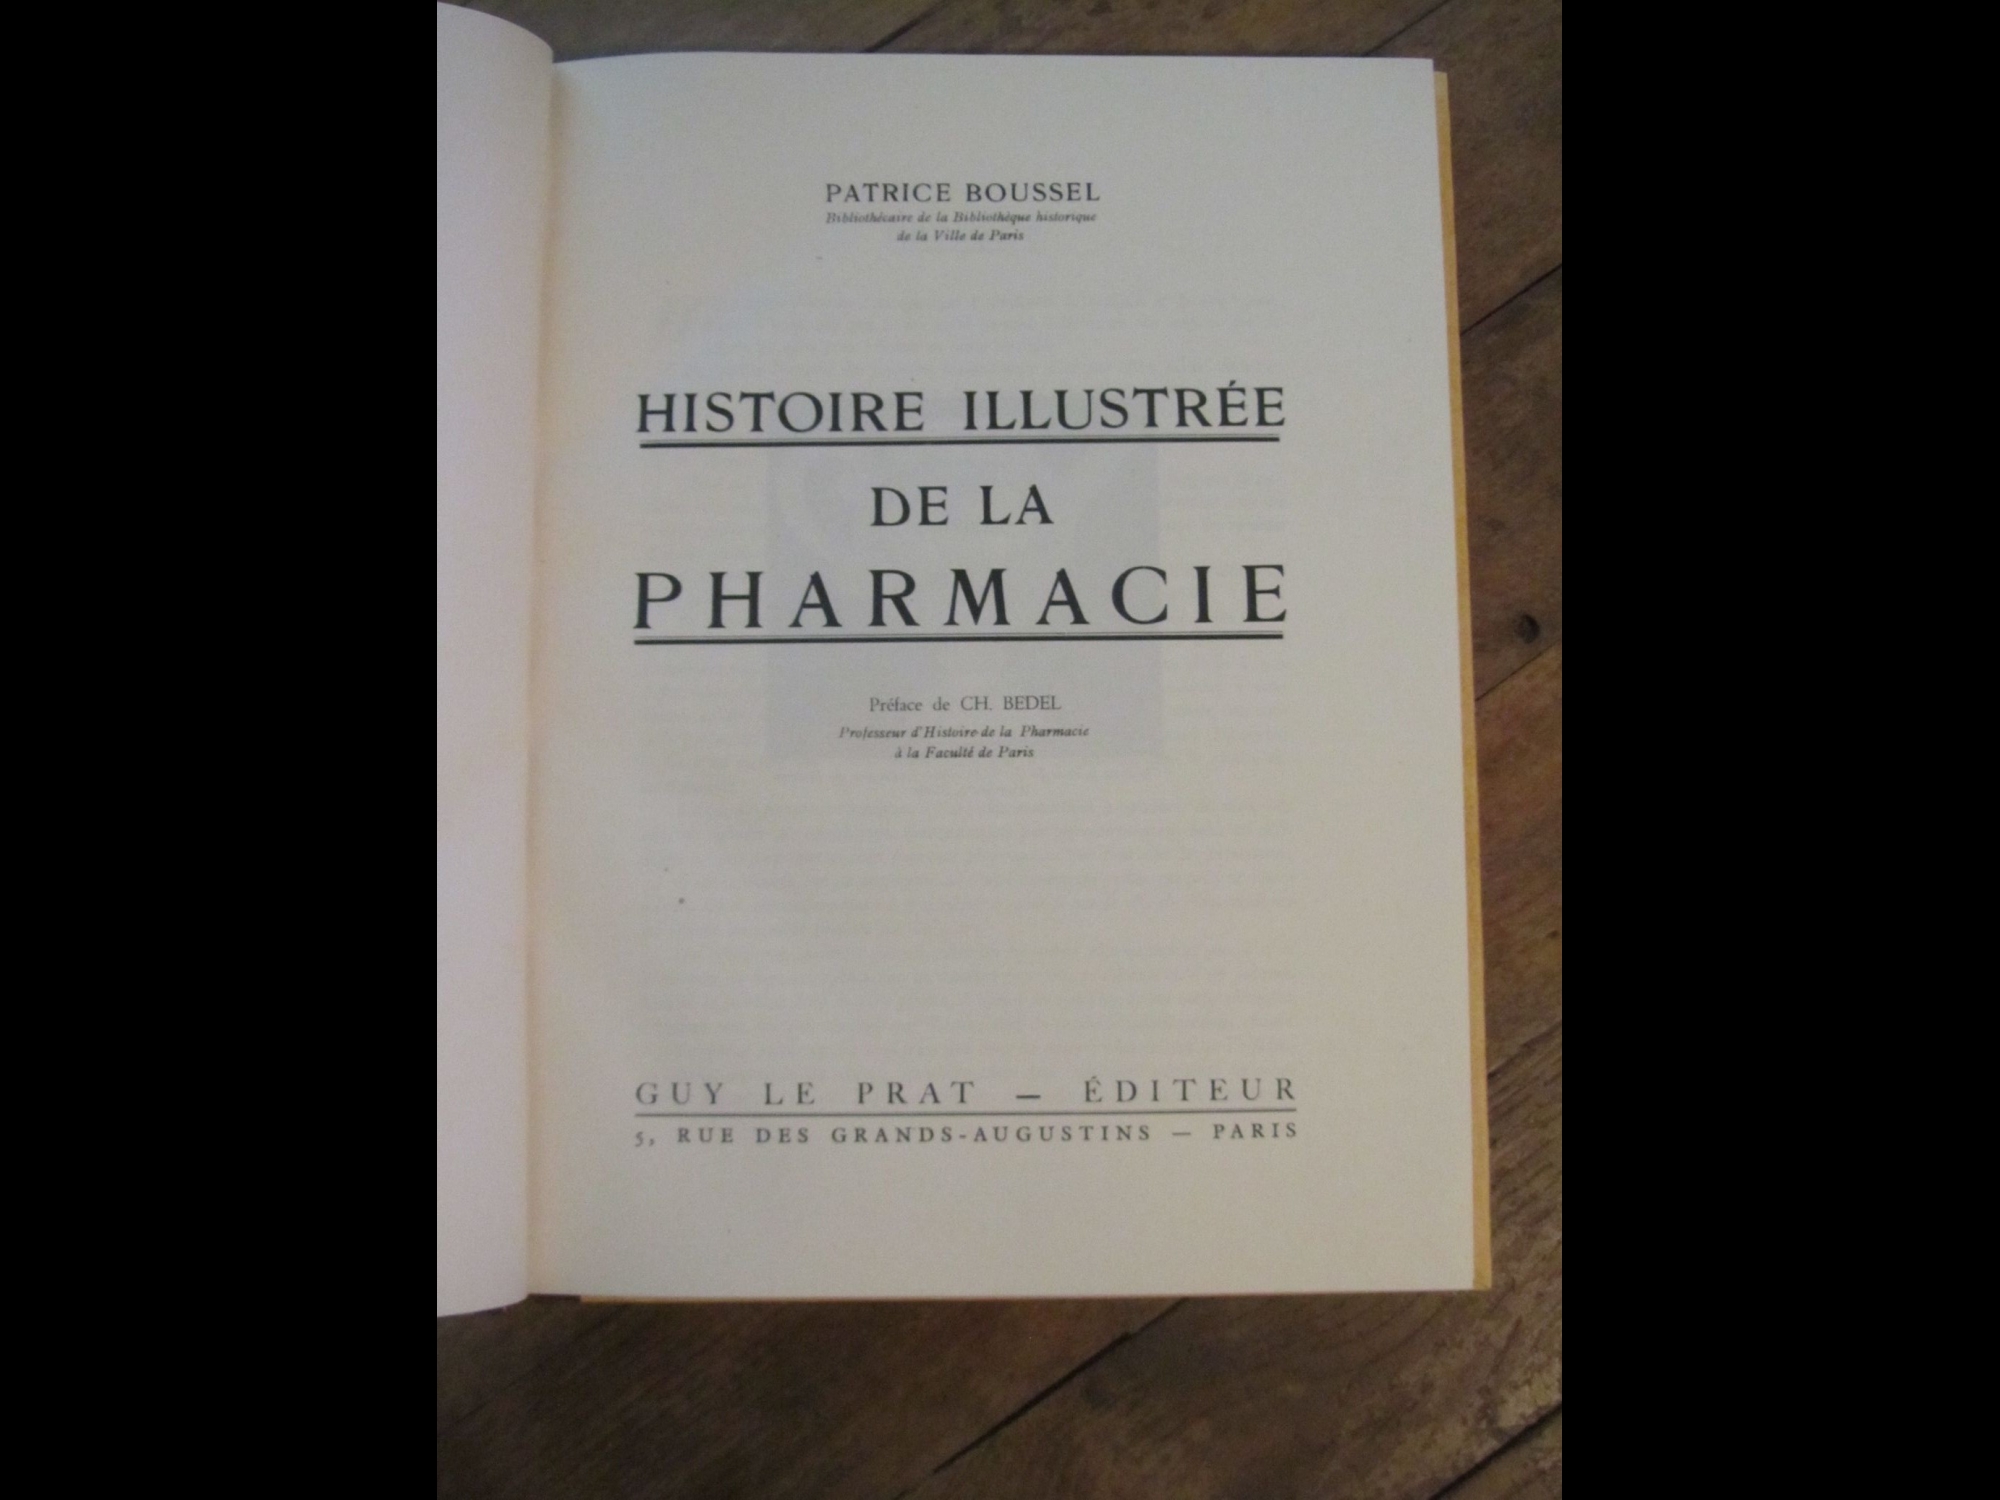 PATRICE BOUSSEL
Bibliothécaire de la Bibliothèque historique
de la Ville de Paris
HISTOIRE ILLUSTRÉE
DE LA
PHARMACIE
Préface de CH. BEDEL
Professeur d'Histoire de la Pharmacie
à la Faculté de Paris
GUY LE PRAT — ÉDITEUR
5, RUE DES GRANDS-AUGUSTINS — PARIS